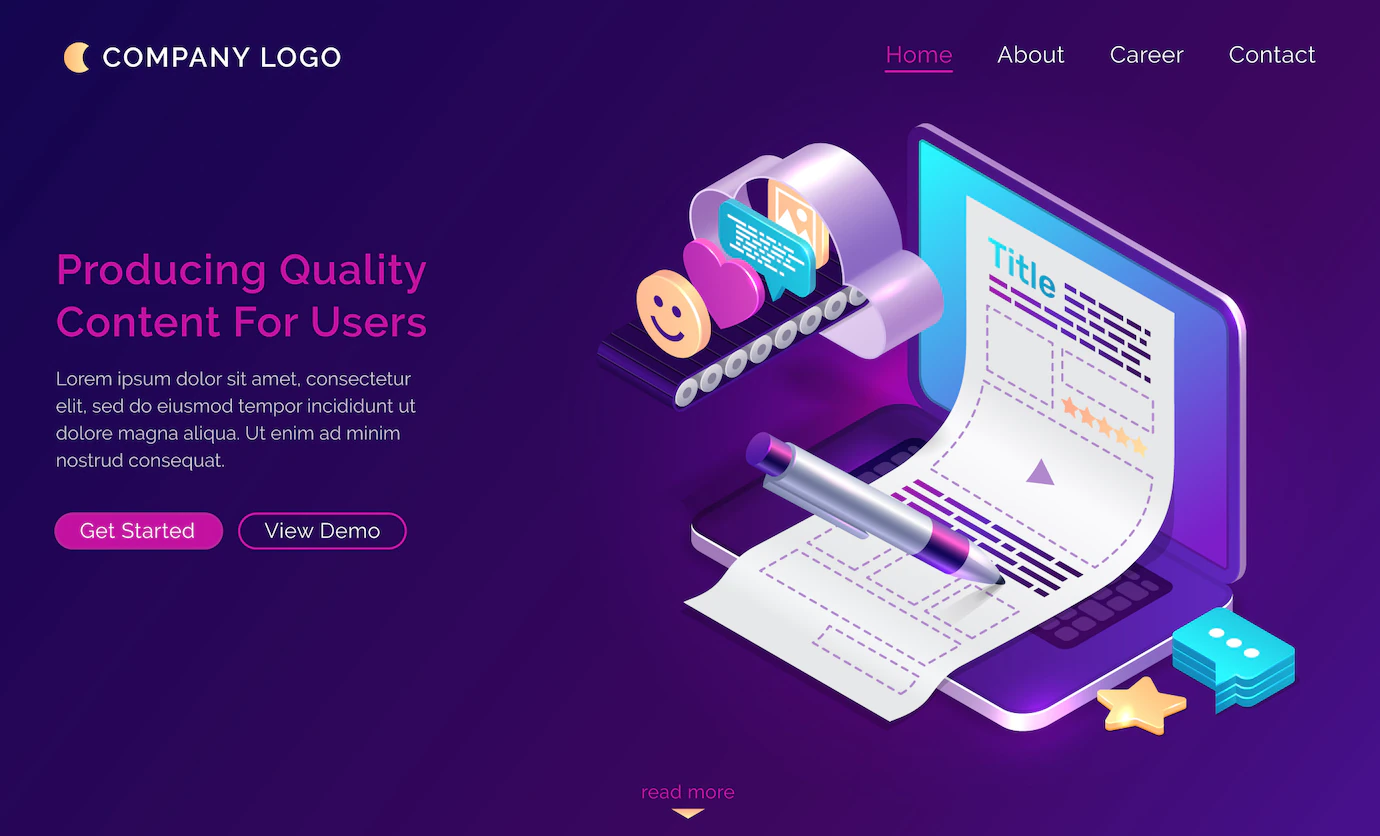 COMPANY LOGO
Home About Career Contact
Producing Quality
Content For Users
Lorem ipsum dolor sit amet, consectetur
elit, sed do eiusmod tempor incididunt ut
dolore magna aliqua. Ut enim ad minim
nostrud consequat.
Get Started View Demo
Title
read more